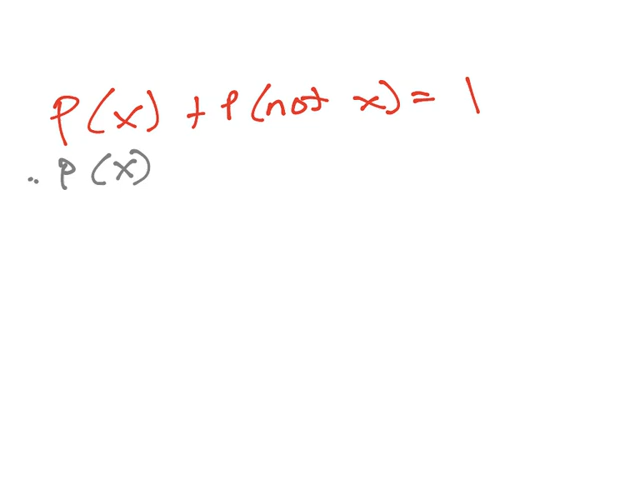 P(x) + P(not x) = 1
.. P(x)